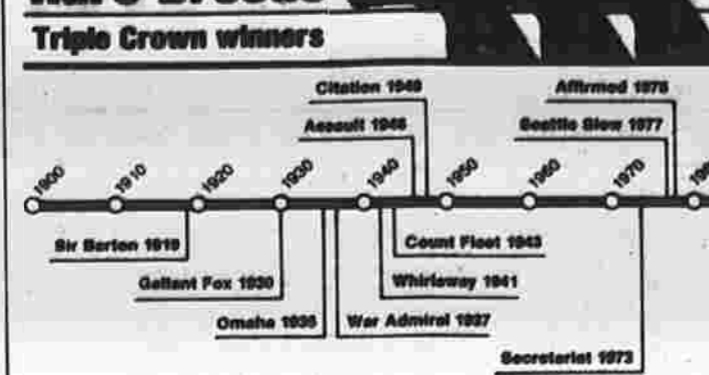 Triple Crown winners
Citation 1948
Affirmed 1978
Assault 1946
Seattle Slew 1977
1900
1910
1920
1930
1940
1950
1960
1970
Sir Barton 1919
Count Fleet 1943
Gallant Fox 1930
Whirlaway 1941
Omaha 1935
War Admiral 1937
Secretariat 1973